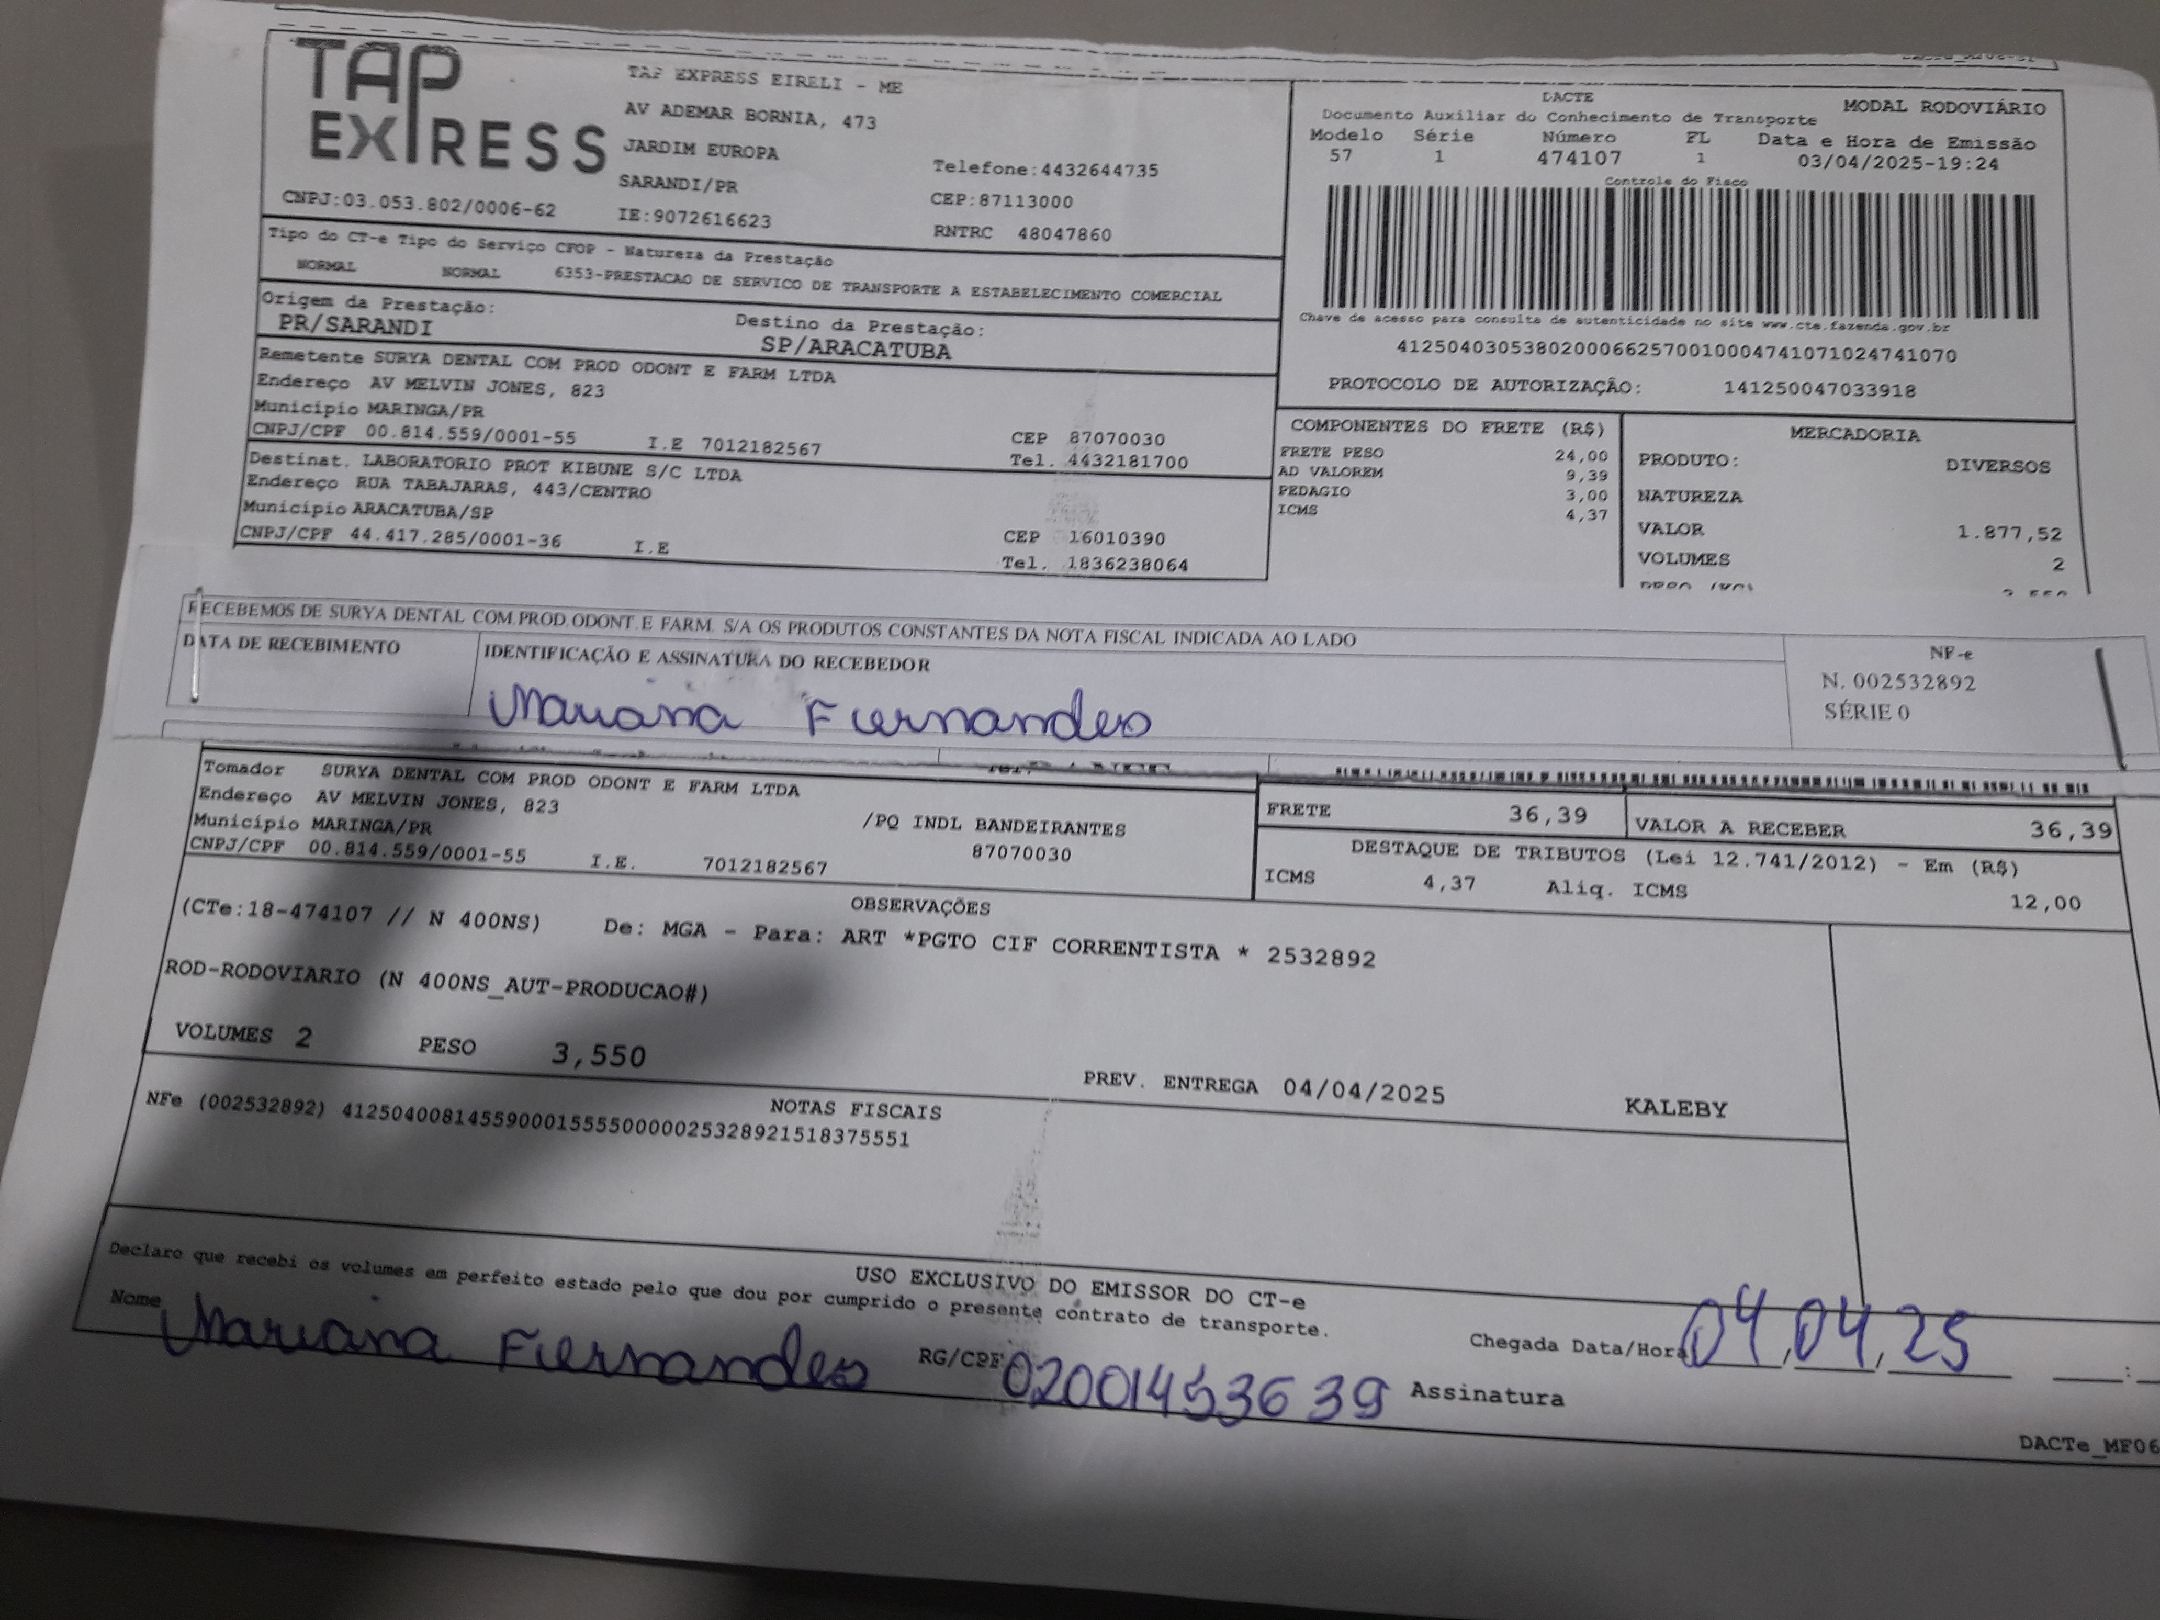 TAP EXPRESS
TAP EXPRESS EIRELI - ME
AV ADEMAR BORNIA, 473
JARDIM EUROPA
SARANDI/PR
Telefone:4432644735
CEP:87113000
CNPJ:03.053.802/0006-62
IE:9072616623
RNTRC 48047860
DACTE
MODAL RODOVIÁRIO
Documento Auxiliar do Conhecimento de Transporte
Modelo Série Número FL Data e Hora de Emissão
57 1 474107 1 03/04/2025-19:24
Controle do Fisco
Chave de acesso para consulta de autenticidade no site www.cte.fazenda.gov.br
41250403053802000662570010004741071024741070
PROTOCOLO DE AUTORIZAÇÃO: 141250047033918
Tipo do CT-e Tipo do Serviço CFOP - Natureza da Prestação
NORMAL NORMAL 6353-PRESTACAO DE SERVICO DE TRANSPORTE A ESTABELECIMENTO COMERCIAL
Origem da Prestação: Destino da Prestação:
PR/SARANDI SP/ARACATUBA
Remetente SURYA DENTAL COM PROD ODONT E FARM LTDA
Endereço AV MELVIN JONES, 823
Município MARINGA/PR CEP 87070030
CNPJ/CPF 00.814.559/0001-55 I.E 7012182567 Tel. 4432181700
Destinat. LABORATORIO PROT KIBUNE S/C LTDA
Endereço RUA TABAJARAS, 443/CENTRO
Município ARACATUBA/SP CEP 16010390
CNPJ/CPF 44.417.285/0001-36 I.E Tel. 1836238064
COMPONENTES DO FRETE (R$)
FRETE PESO 24,00
AD VALOREM 9,39
PEDAGIO 3,00
ICMS 4,37
MERCADORIA
PRODUTO: DIVERSOS
NATUREZA
VALOR 1.877,52
VOLUMES 2
RECEBEMOS DE SURYA DENTAL COM.PROD.ODONT.E FARM. S/A OS PRODUTOS CONSTANTES DA NOTA FISCAL INDICADA AO LADO
DATA DE RECEBIMENTO
IDENTIFICAÇÃO E ASSINATURA DO RECEBEDOR
Mariana Fernandes
NF-e
N. 002532892
SÉRIE 0
Tomador SURYA DENTAL COM PROD ODONT E FARM LTDA
Endereço AV MELVIN JONES, 823 /PQ INDL BANDEIRANTES
Município MARINGA/PR 87070030
CNPJ/CPF 00.814.559/0001-55 I.E. 7012182567
FRETE 36,39 VALOR A RECEBER 36,39
DESTAQUE DE TRIBUTOS (Lei 12.741/2012) - Em (R$)
ICMS 4,37 Aliq. ICMS 12,00
OBSERVAÇÕES
(CTe:18-474107 // N 400NS) De: MGA - Para: ART *PGTO CIF CORRENTISTA * 2532892
ROD-RODOVIARIO (N 400NS_AUT-PRODUCAO#)
VOLUMES 2 PESO 3,550
PREV. ENTREGA 04/04/2025 KALEBY
NOTAS FISCAIS
NFe (002532892) 41250400814559000155550000025328921518375551
USO EXCLUSIVO DO EMISSOR DO CT-e
Declaro que recebi os volumes em perfeito estado pelo que dou por cumprido o presente contrato de transporte.
Nome Mariana Fernandes RG/CPF 02001453639 Assinatura
Chegada Data/Hora 04,04,25 :
DACTe_MF06